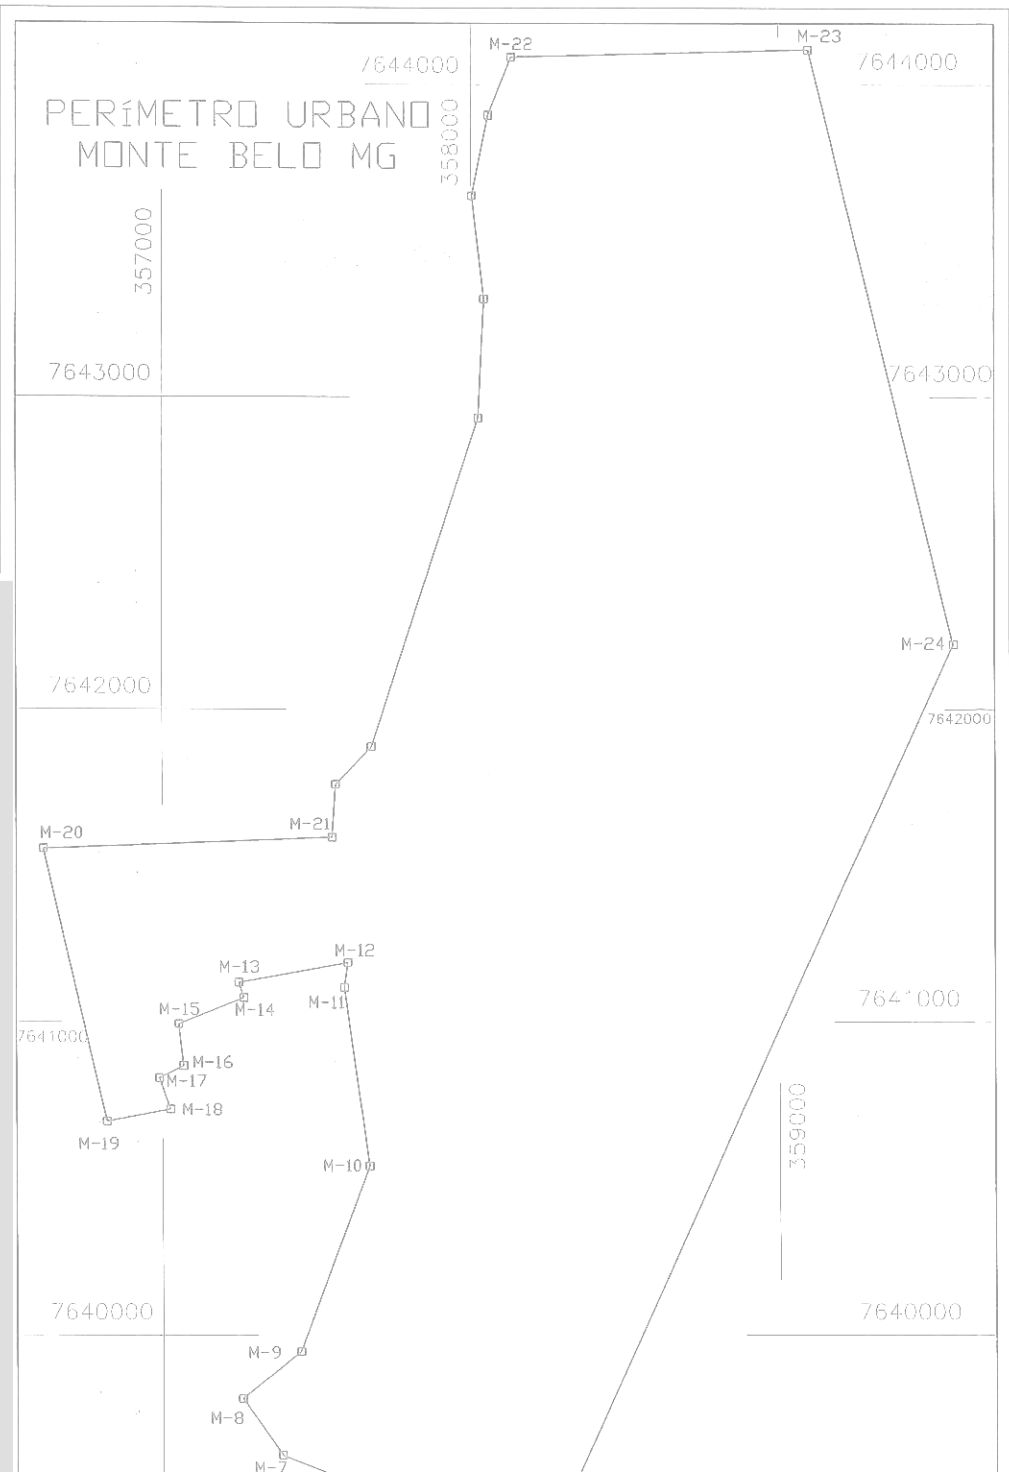 M-22
M-23
7644000
7644000
PERíMETRO URBANO
MONTE BELO MG
358000
357000
7643000
7643000
M-24
7642000
7642000
M-21
M-20
M-12
M-13
M-11
M-14
M-15
7641000
7641000
M-16
M-17
M-18
M-19
359000
M-10
7640000
7640000
M-9
M-8
M-7